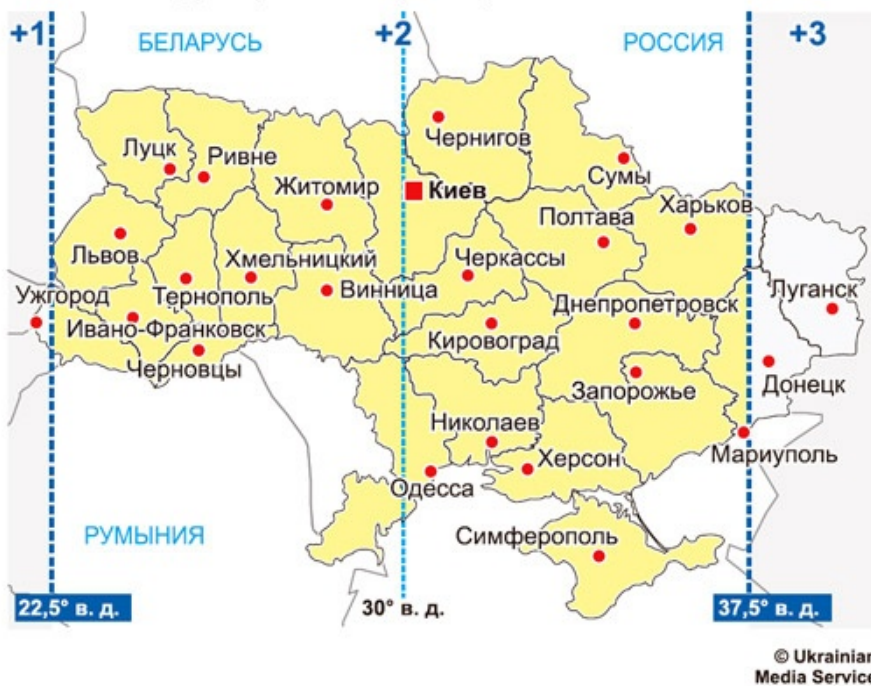 +1
+2
+3
БЕЛАРУСЬ
РОССИЯ
Чернигов
Луцк
Ривне
Житомир
Киев
Сумы
Полтава
Харьков
Львов
Хмельницкий
Черкассы
Ужгород
Тернополь
Винница
Днепропетровск
Луганск
Ивано-Франковск
Кировоград
Черновцы
Запорожье
Донецк
Николаев
Мариуполь
Одесса
Херсон
РУМЫНИЯ
Симферополь
22,5° в. д.
30° в. д.
37,5° в. д.
© Ukrainian
Media Service